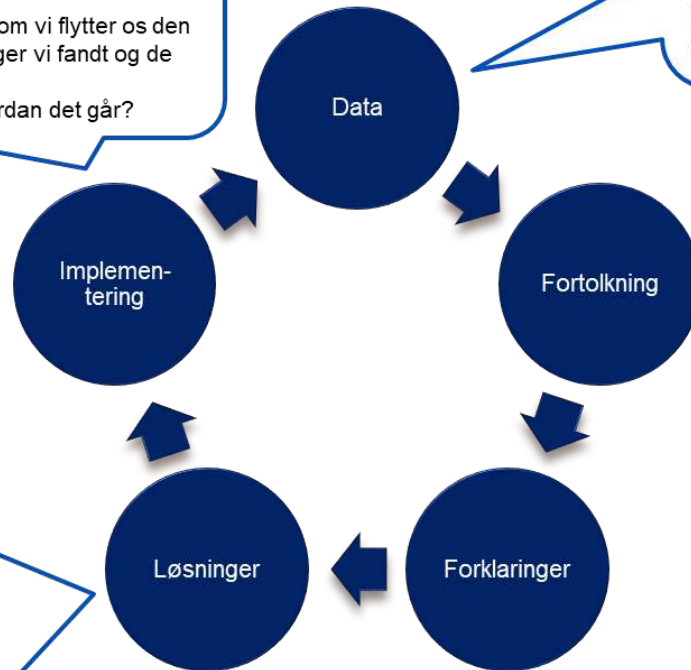 om vi flytter os den
ger vi fandt og de
rdan det går?
Data
Fortolkning
Forklaringer
Løsninger
Implemen-
tering